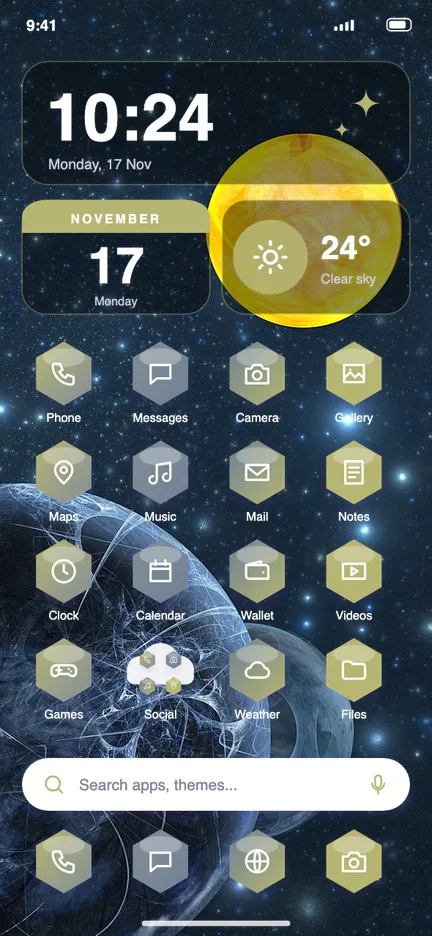 9:41
10:24
Monday, 17 Nov
NOVEMBER
17
Monday
24°
Clear sky
Phone Messages Camera Gallery
Maps Music Mail Notes
Clock Calendar Wallet Videos
Games Social Weather Files
Search apps, themes...